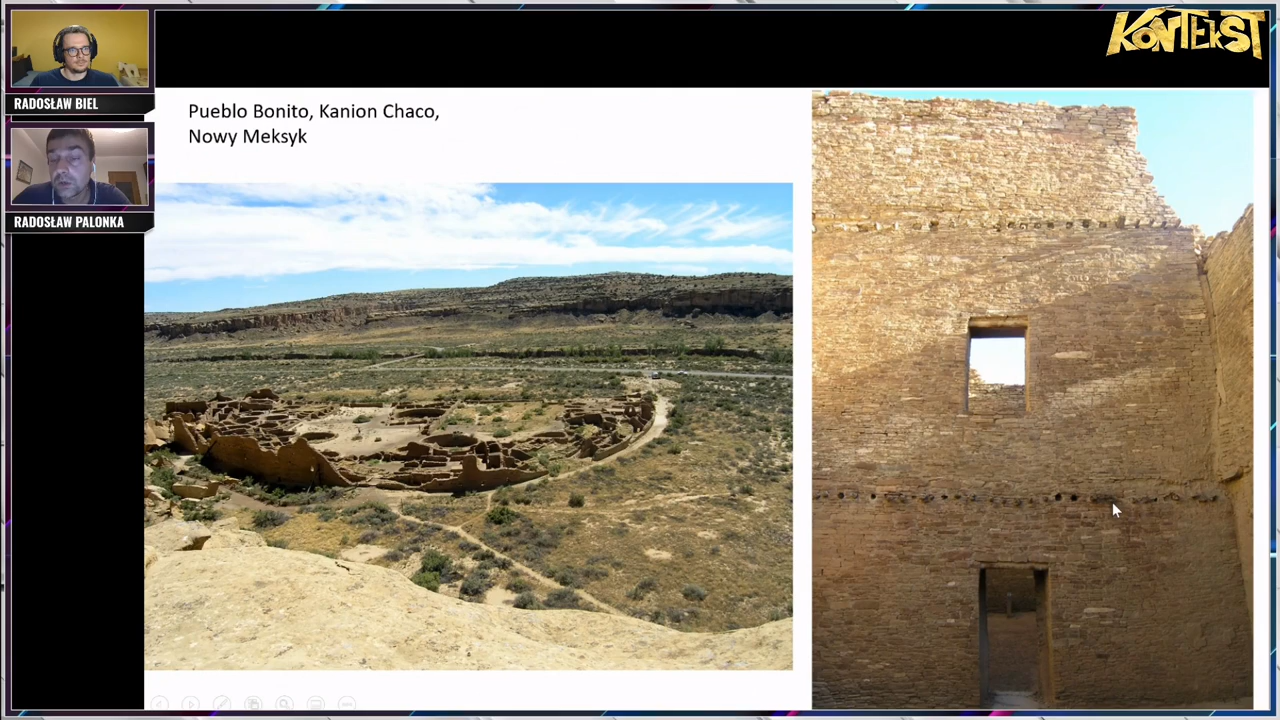 KONTEKST
RADOSŁAW BIEL
Pueblo Bonito, Kanion Chaco,
Nowy Meksyk
RADOSŁAW PALONKA